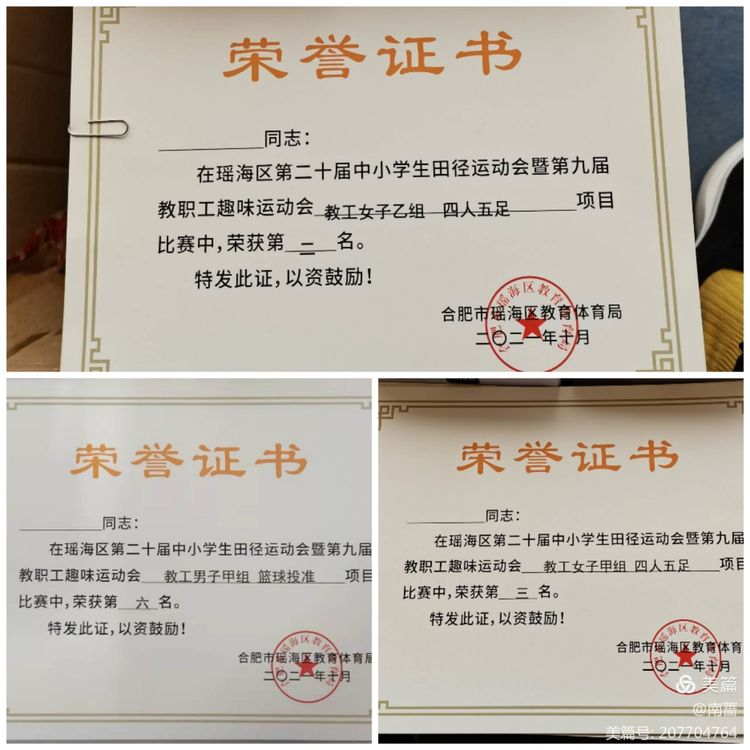 荣誉证书
同志：
在瑶海区第二十届中小学生田径运动会暨第九届
教职工趣味运动会 教工女子乙组 四人五足 项目
比赛中，荣获第二名。
特发此证，以资鼓励！
合肥市瑶海区教育体育局
二〇二一年十月
荣誉证书
同志：
在瑶海区第二十届中小学生田径运动会暨第九届
教职工趣味运动会 教工男子甲组 篮球投准 项目
比赛中，荣获第六名。
特发此证，以资鼓励！
合肥市瑶海区教育体育局
二〇二一年十月
荣誉证书
同志：
在瑶海区第二十届中小学生田径运动会暨第九届
教职工趣味运动会 教工女子甲组 四人五足 项目
比赛中，荣获第三名。
特发此证，以资鼓励！
合肥市瑶海区教育体育局
二〇二一年十月
美篇
@南蔷
美篇号: 207704764